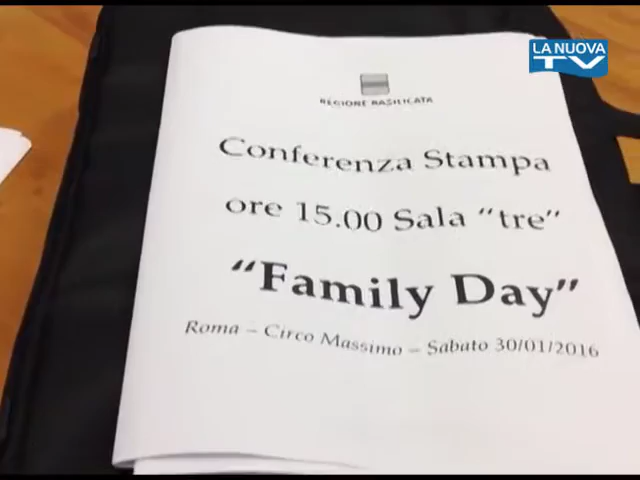 LA NUOVA
TV
REGIONE BASILICATA
Conferenza Stampa
ore 15.00 Sala "tre"
"Family Day"
Roma – Circo Massimo – Sabato 30/01/2016